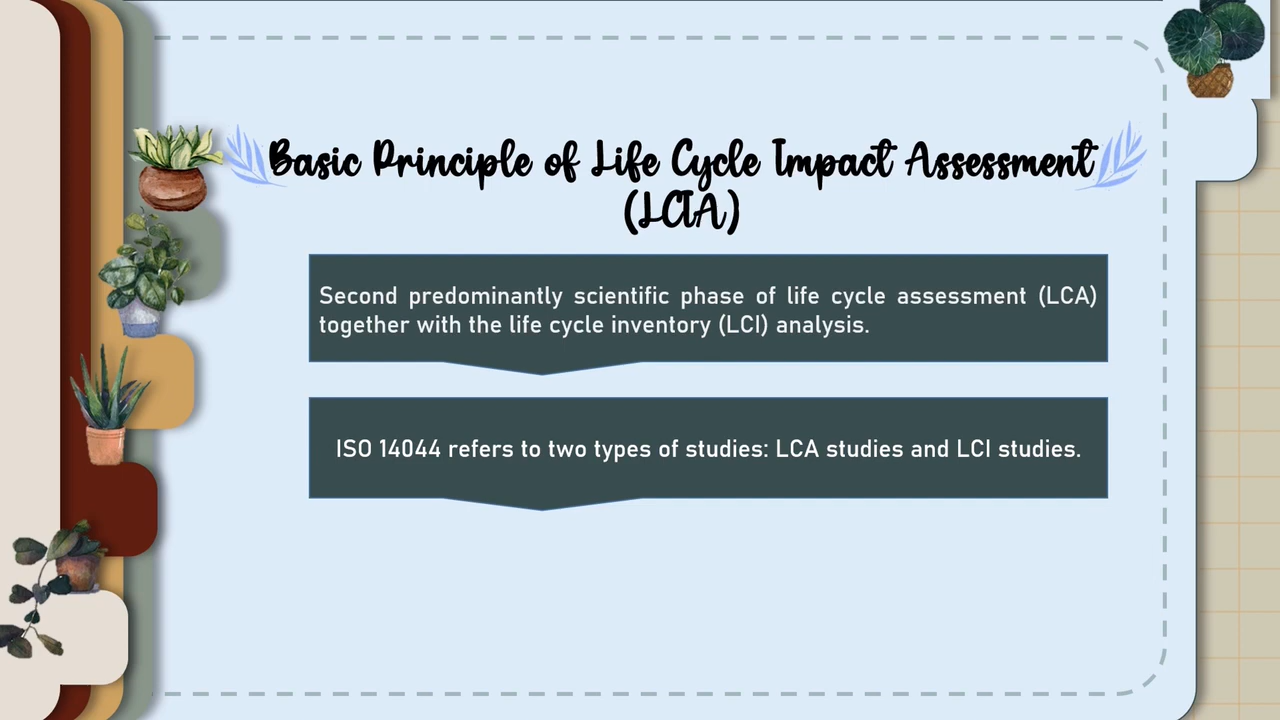 Basic Principle of Life Cycle Impact Assessment
(LCIA)
Second predominantly scientific phase of life cycle assessment (LCA)
together with the life cycle inventory (LCI) analysis.
ISO 14044 refers to two types of studies: LCA studies and LCI studies.